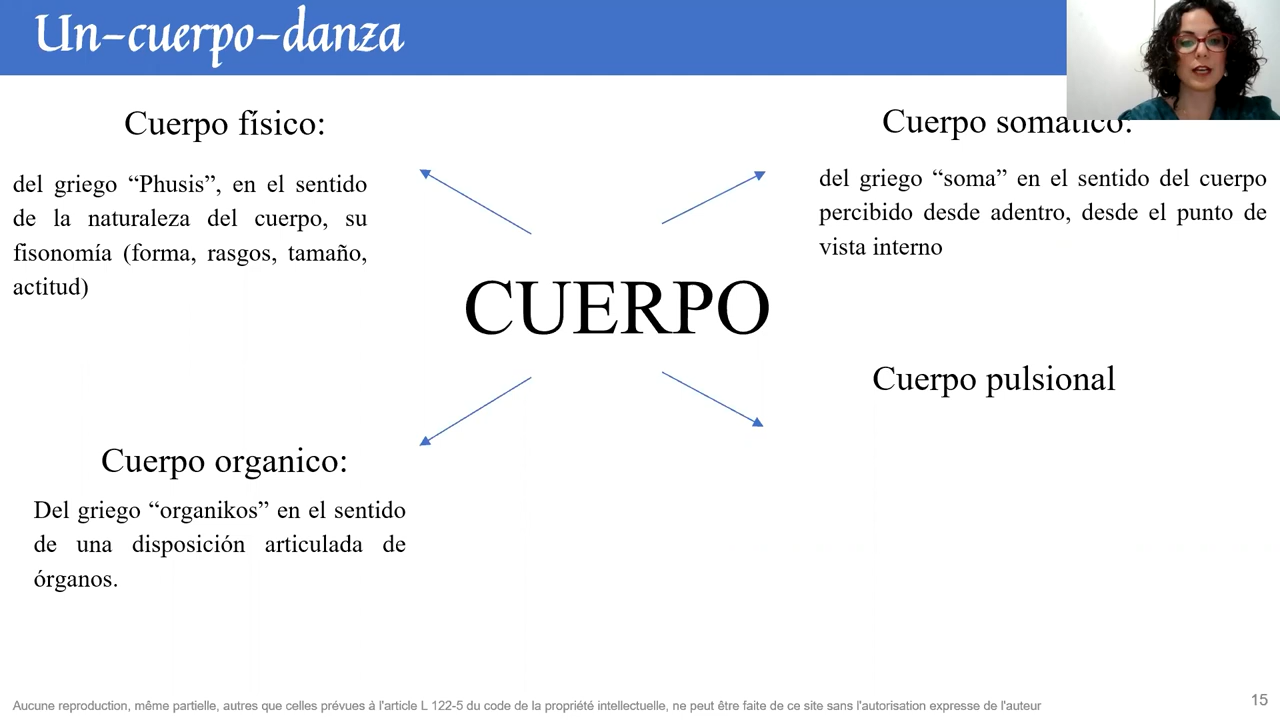 Un-cuerpo-danza
Cuerpo físico:
del griego “Phusis”, en el sentido
de la naturaleza del cuerpo, su
fisonomía (forma, rasgos, tamaño,
actitud)
Cuerpo somático:
del griego “soma” en el sentido del cuerpo
percibido desde adentro, desde el punto de
vista interno
CUERPO
Cuerpo pulsional
Cuerpo organico:
Del griego “organikos” en el sentido
de una disposición articulada de
órganos.
Aucune reproduction, même partielle, autres que celles prévues à l'article L 122-5 du code de la propriété intellectuelle, ne peut être faite de ce site sans l'autorisation expresse de l'auteur
15